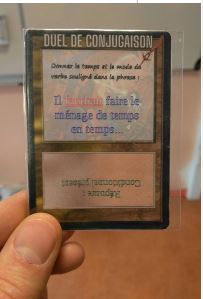 DUEL DE CONJUGAISON
Donner le temps et le mode du
verbe souligné dans la phrase :
Il faudrait faire le
ménage de temps
en temps...
Réponse :
Conditionnel présent